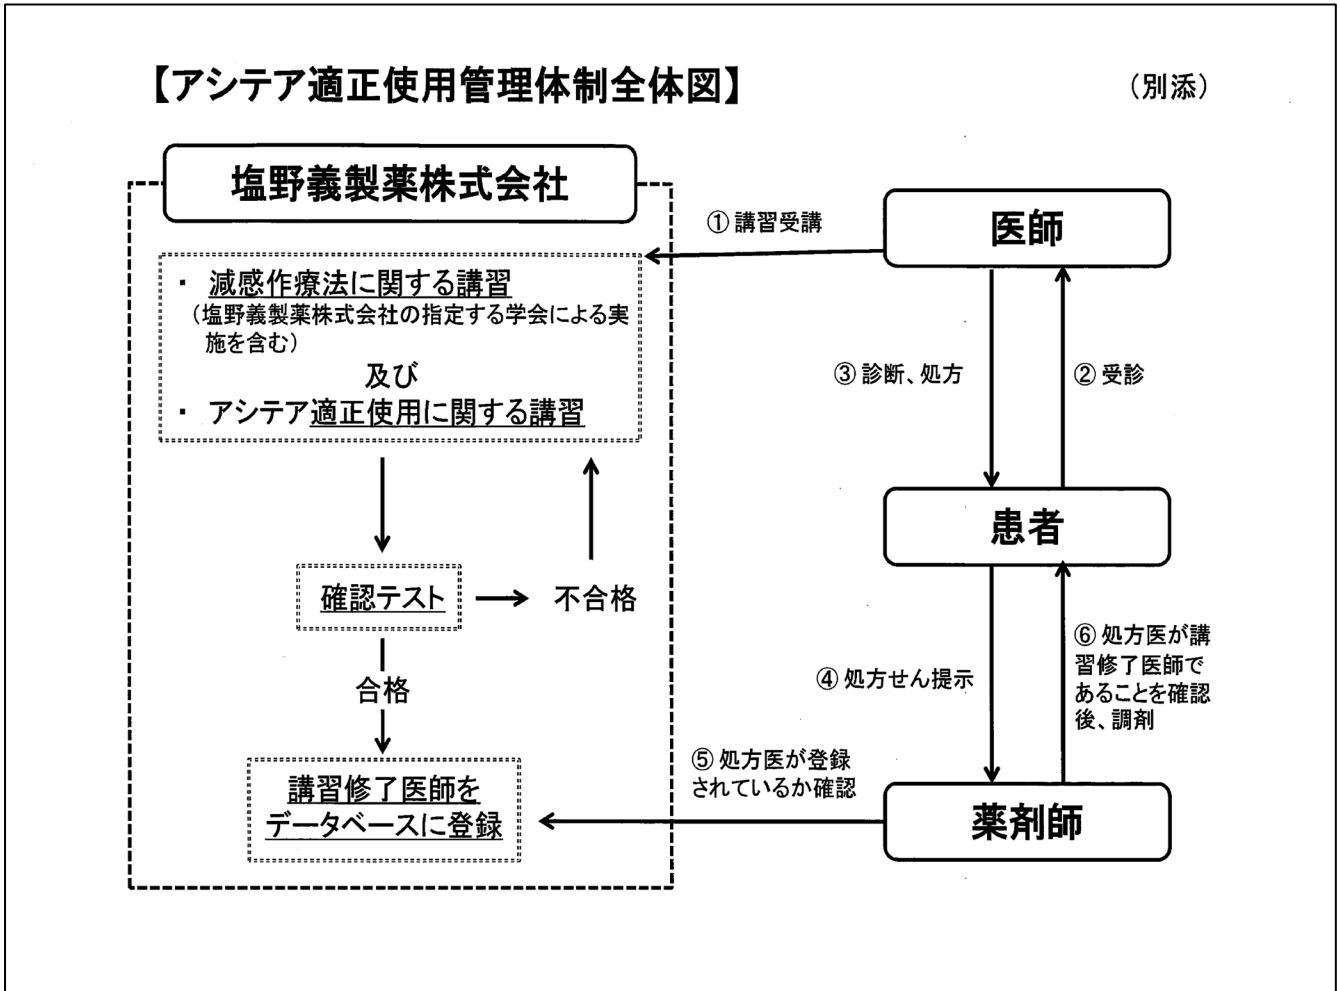 【アシテア適正使用管理体制全体図】
（別添）
塩野義製薬株式会社
・ 減感作療法に関する講習
（塩野義製薬株式会社の指定する学会による実
施を含む）
及び
・ アシテア適正使用に関する講習
確認テスト
不合格
合格
講習修了医師を
データベースに登録
① 講習受講
医師
③ 診断、処方
② 受診
患者
④ 処方せん提示
⑥ 処方医が講
習修了医師で
あることを確認
後、調剤
⑤ 処方医が登録
されているか確認
薬剤師